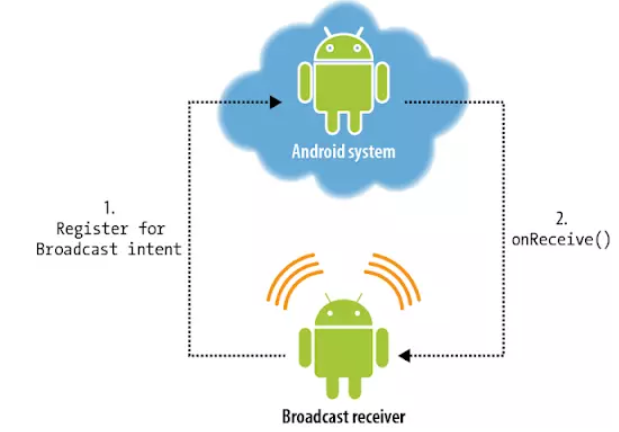 Android system
1.
Register for
Broadcast intent
2.
onReceive()
Broadcast receiver